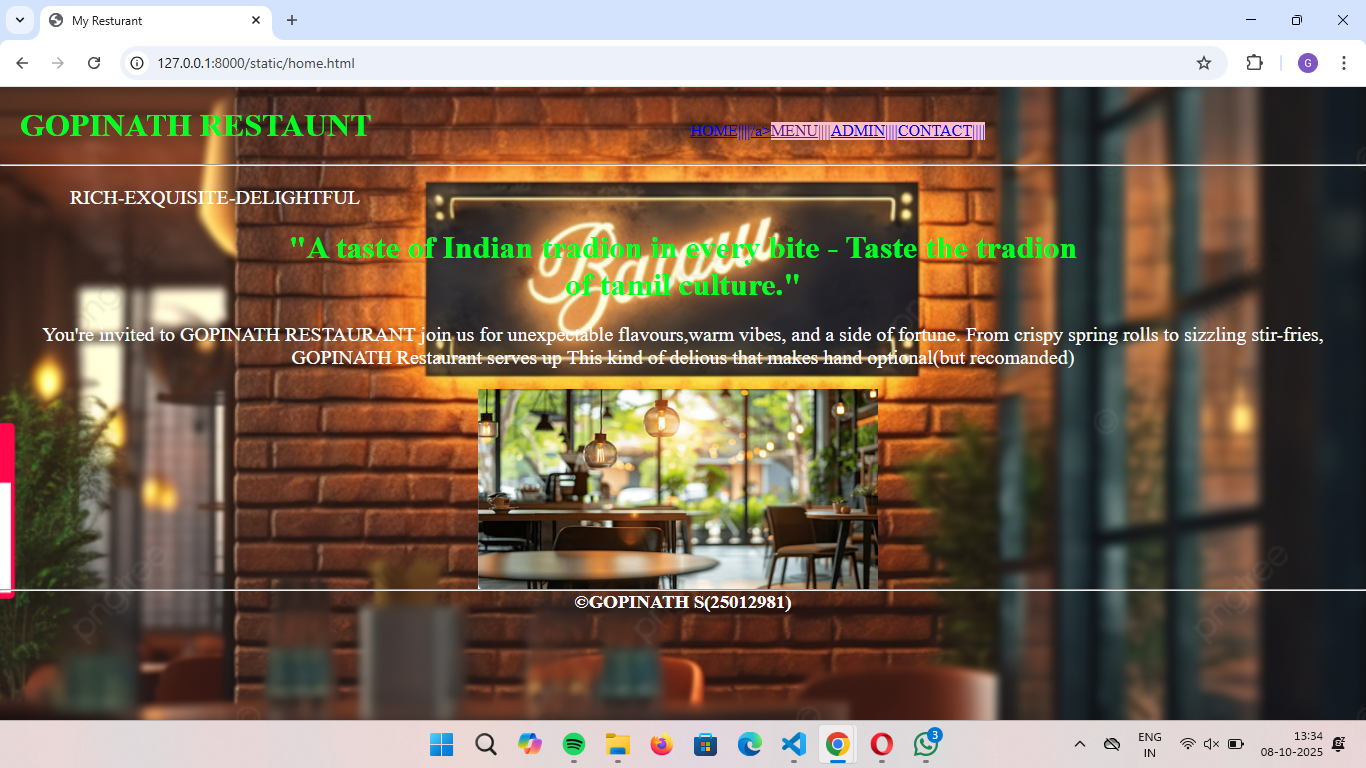 My Resturant
127.0.0.1:8000/static/home.html
G
GOPINATH RESTAUNT
HOME||||/a>MENU||||ADMIN||||CONTACT||||
RICH-EXQUISITE-DELIGHTFUL
"A taste of Indian tradion in every bite - Taste the tradion
of tamil culture."
You're invited to GOPINATH RESTAURANT join us for unexpectable flavours,warm vibes, and a side of fortune. From crispy spring rolls to sizzling stir-fries,
GOPINATH Restaurant serves up This kind of delious that makes hand optional(but recomanded)
©GOPINATH S(25012981)
pngtree
pngtree
3
ENG
IN
13:34
08-10-2025